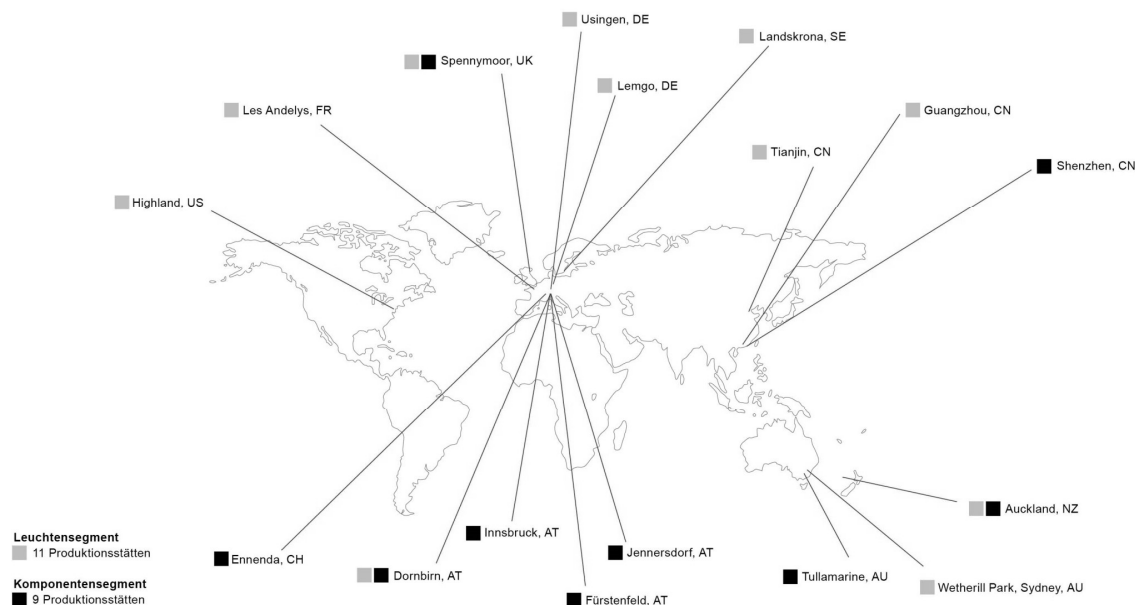 Usingen, DE
Landskrona, SE
Spennymoor, UK
Lemgo, DE
Les Andelys, FR
Guangzhou, CN
Tianjin, CN
Shenzhen, CN
Highland, US
Auckland, NZ
Innsbruck, AT
Leuchtensegment
11 Produktionsstätten
Ennenda, CH
Jennersdorf, AT
Dornbirn, AT
Tullamarine, AU
Wetherill Park, Sydney, AU
Komponentensegment
9 Produktionsstätten
Fürstenfeld, AT